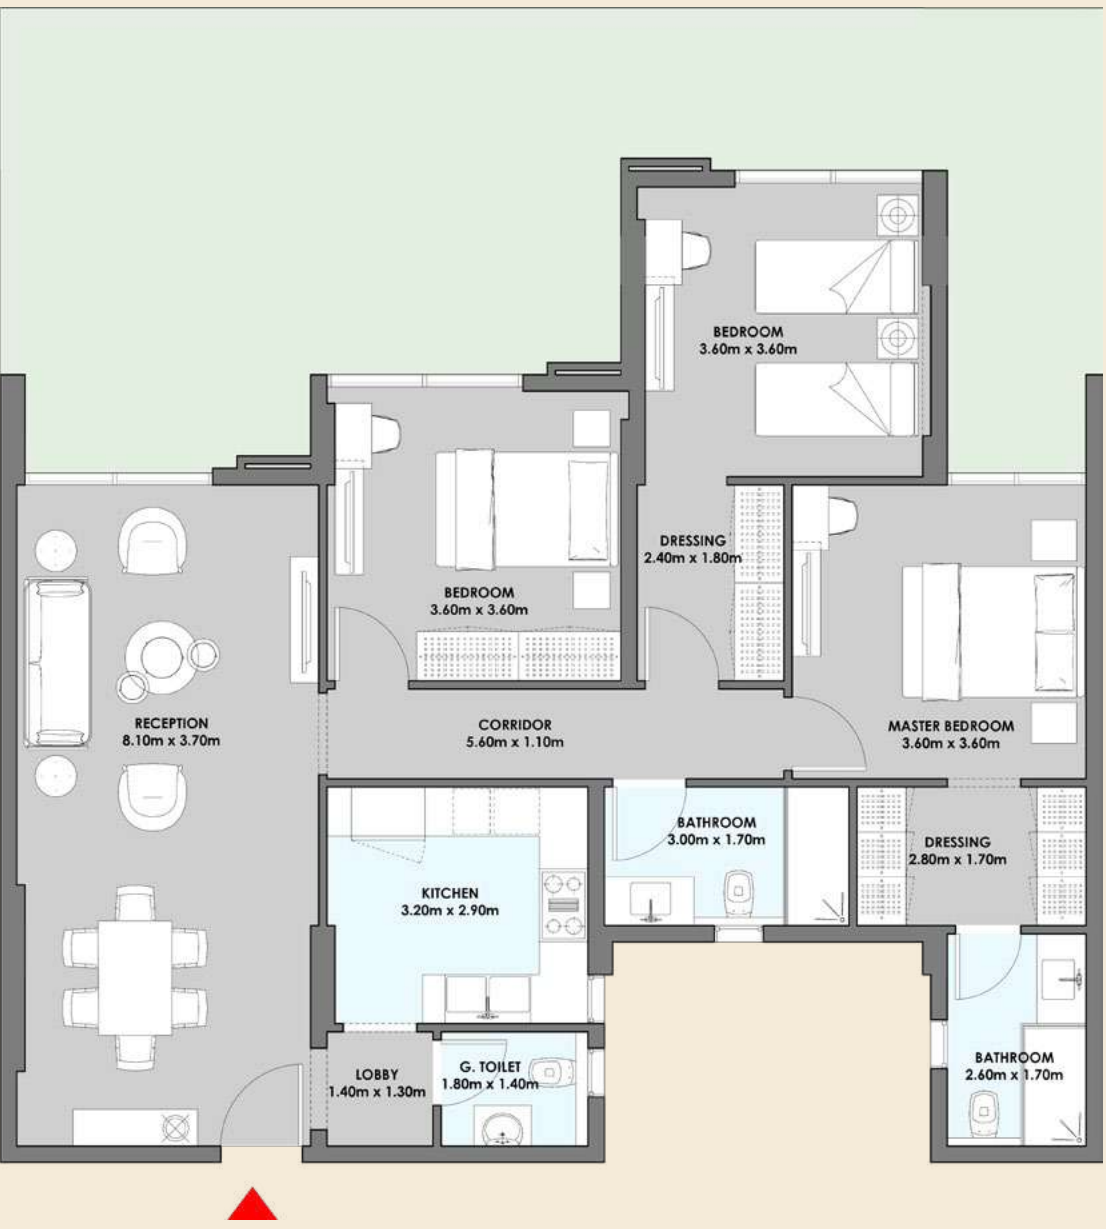 BEDROOM
3.60m x 3.60m
DRESSING
2.40m x 1.80m
BEDROOM
3.60m x 3.60m
RECEPTION
8.10m x 3.70m
CORRIDOR
5.60m x 1.10m
MASTER BEDROOM
3.60m x 3.60m
BATHROOM
3.00m x 1.70m
DRESSING
2.80m x 1.70m
KITCHEN
3.20m x 2.90m
LOBBY
1.40m x 1.30m
G. TOILET
1.80m x 1.40m
BATHROOM
2.60m x 1.70m